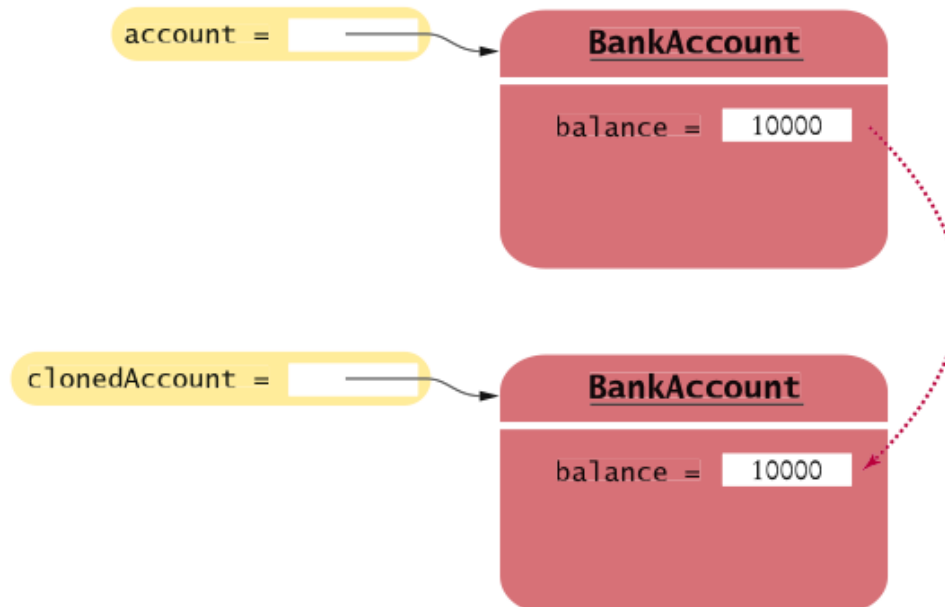 account =
BankAccount
balance = 10000
clonedAccount =
BankAccount
balance = 10000